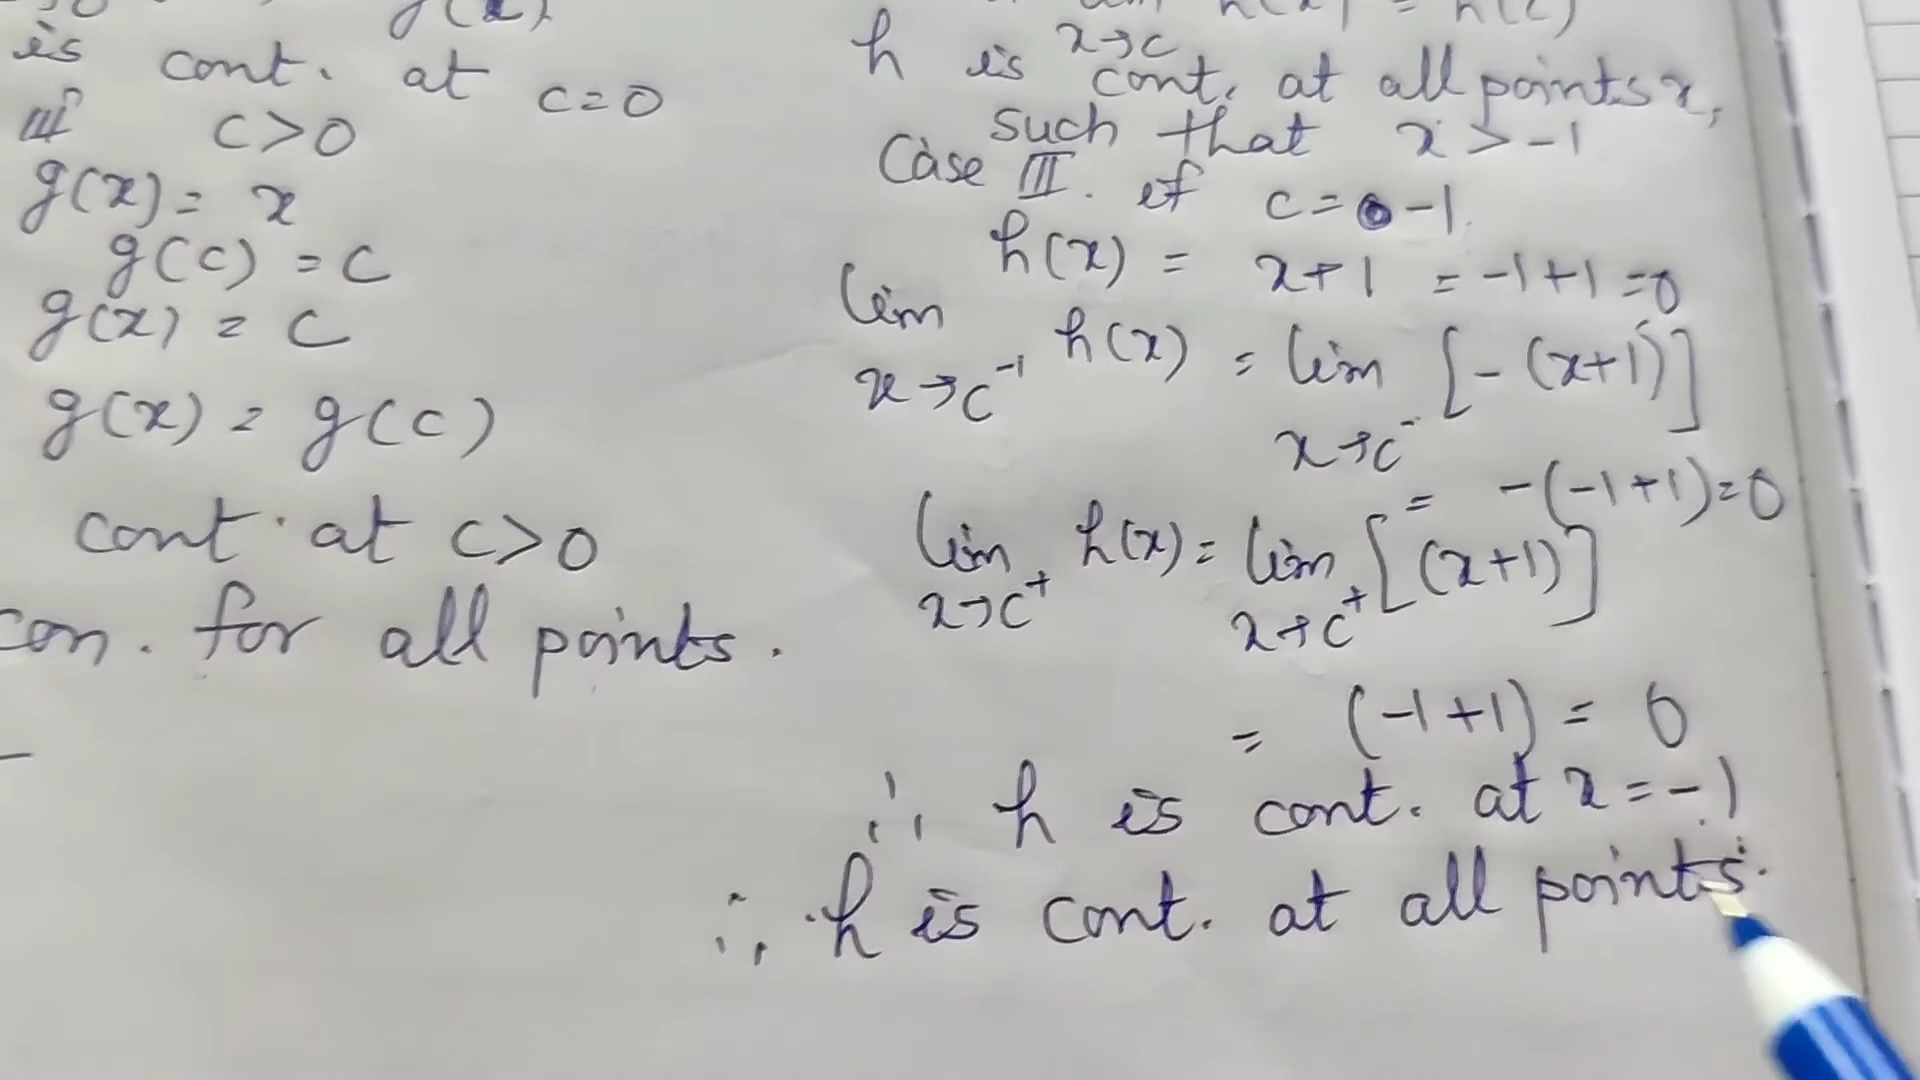 g(x)
is cont. at c=0
III c>0
g(x) = x
g(c) = c
g(x) = c
g(x) = g(c)
cont. at c>0
con. for all points.
h(x) = h(c)
x→c
h is cont. at all points x,
such that x > -1
Case III. if c = -1.
h(x) = x+1 = -1+1 = 0
lim x→c⁻¹ h(x) = lim x→c⁻ [-(x+1)]
= -(-1+1) = 0
lim x→c⁺ h(x) = lim x→c⁺ [(x+1)]
= (-1+1) = 0
∴ h is cont. at x = -1
∴ h is cont. at all points.